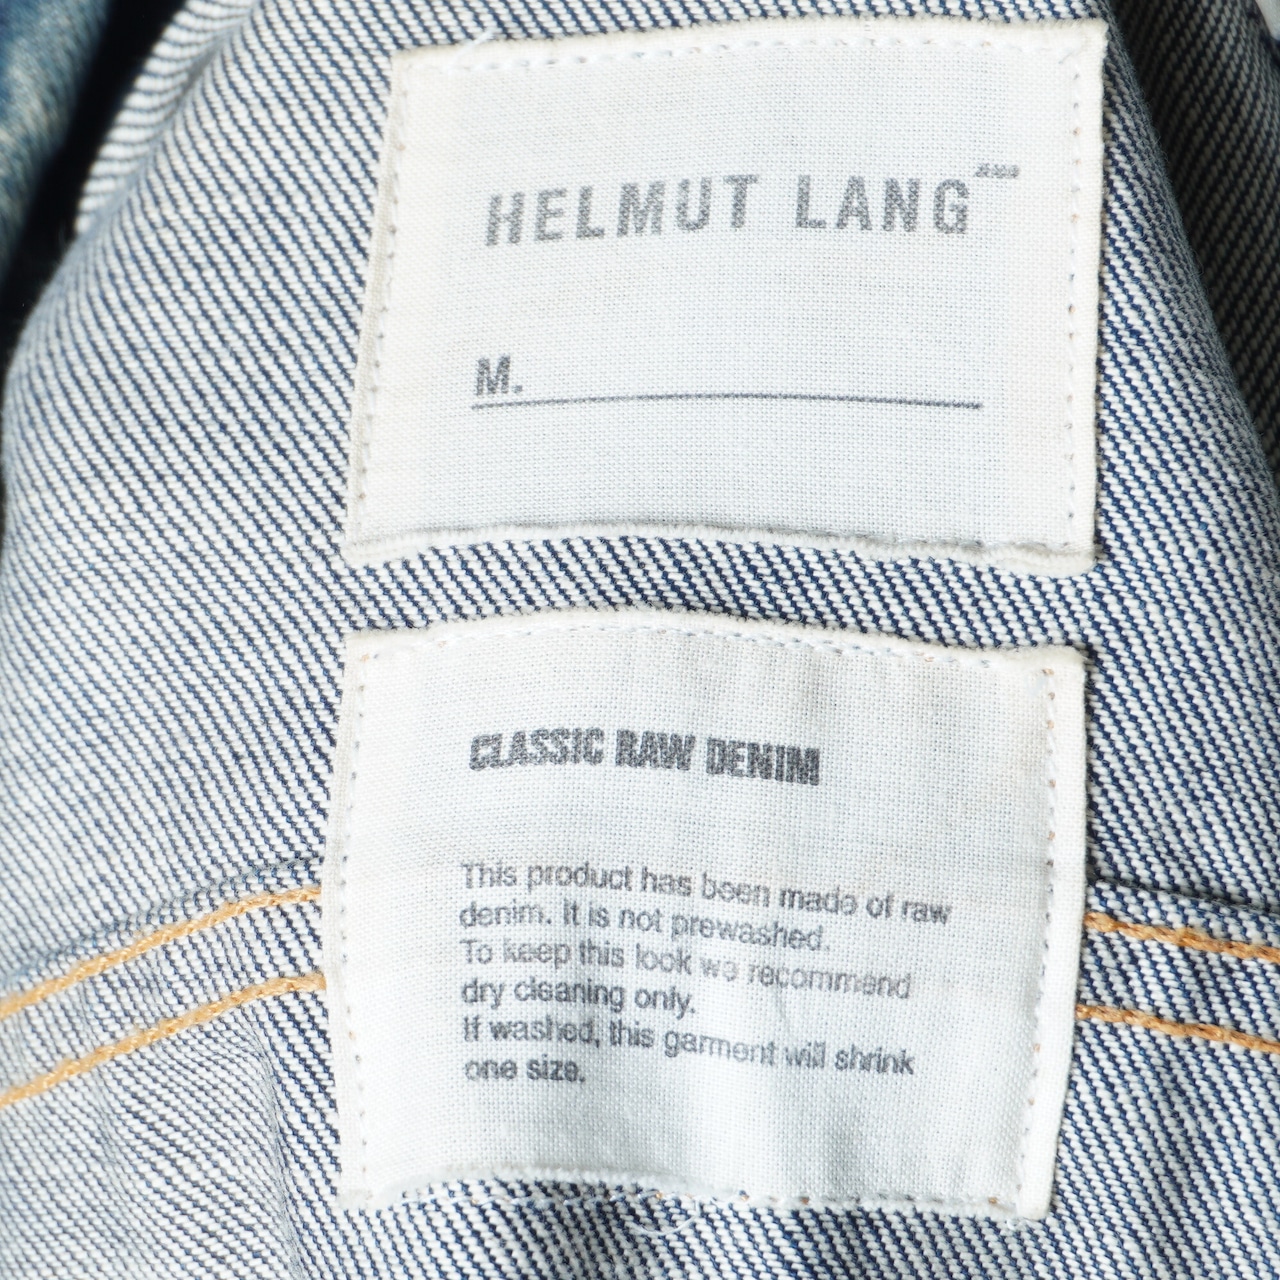 HELMUT LANG
M.
CLASSIC RAW DENIM
This product has been made of raw
denim. It is not prewashed.
To keep this look we recommend
dry cleaning only.
If washed, this garment will shrink
one size.